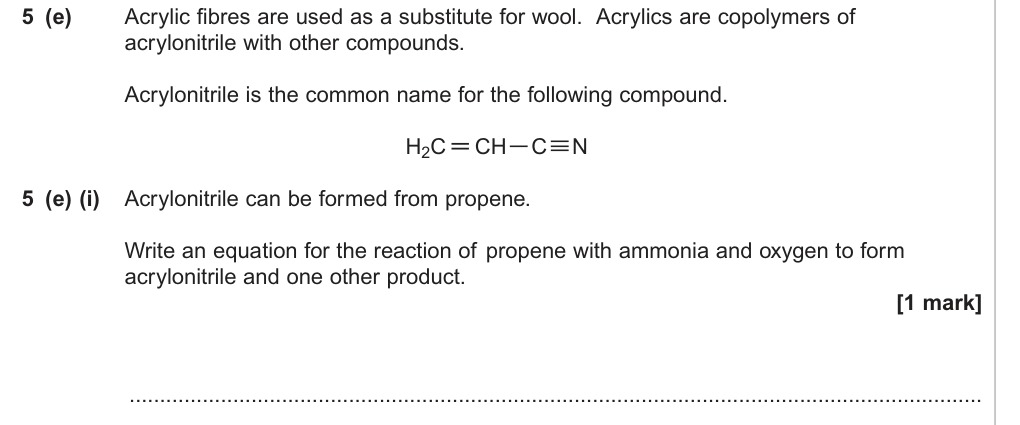 5 (e) Acrylic fibres are used as a substitute for wool. Acrylics are copolymers of
acrylonitrile with other compounds.
Acrylonitrile is the common name for the following compound.
H₂C=CH—C≡N
5 (e) (i) Acrylonitrile can be formed from propene.
Write an equation for the reaction of propene with ammonia and oxygen to form
acrylonitrile and one other product.
[1 mark]